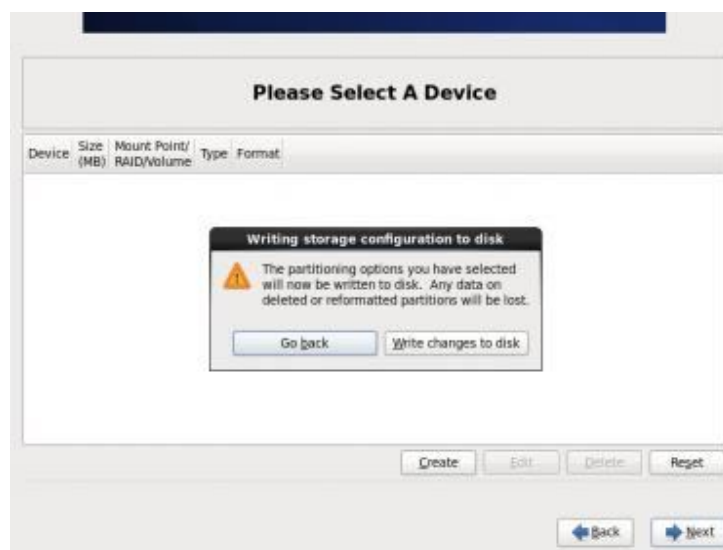 Please Select A Device
Device Size (MB) Mount Point/ RAID/Volume Type Format
Writing storage configuration to disk
The partitioning options you have selected
will now be written to disk. Any data on
deleted or reformatted partitions will be lost.
Go back Write changes to disk
Create Edit Delete Reset
Back Next